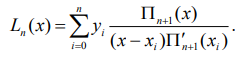 $$L_n(x) = \sum_{i=0}^{n} y_i \frac{\Pi_{n+1}(x)}{(x-x_i)\Pi'_{n+1}(x_i)}.$$